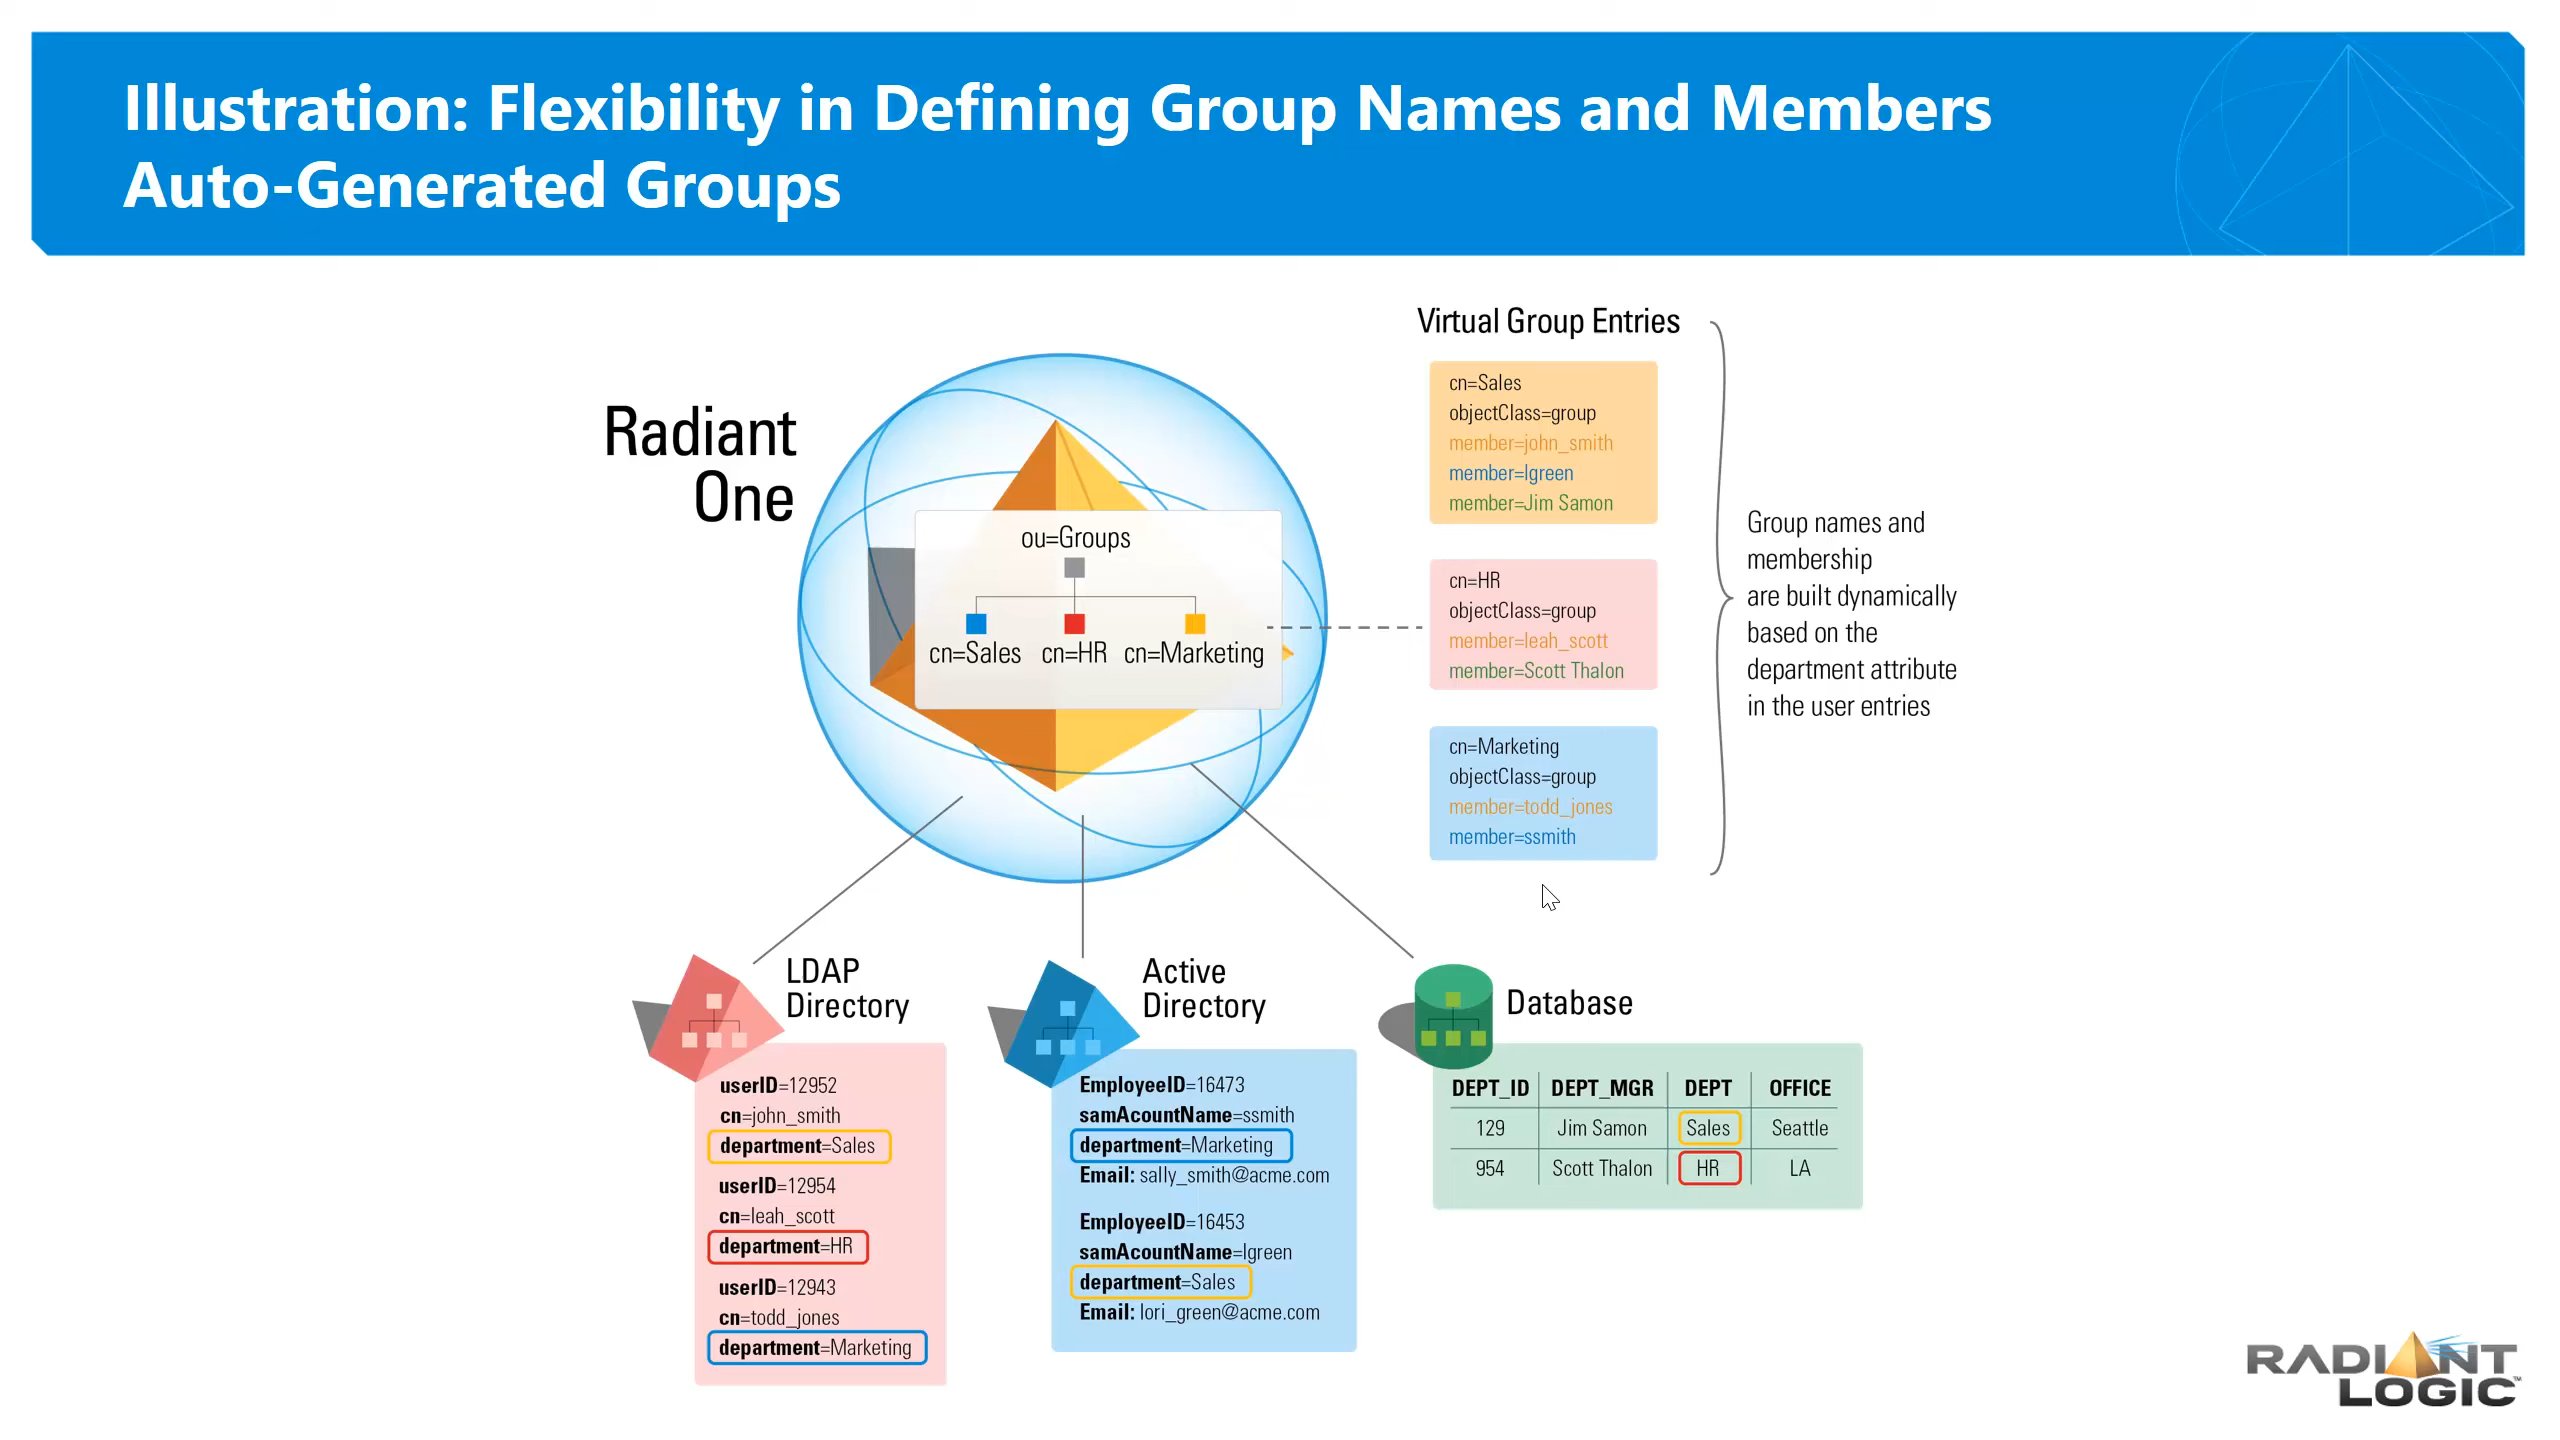 Illustration: Flexibility in Defining Group Names and Members
Auto-Generated Groups
Radiant
One
ou=Groups
cn=Sales cn=HR cn=Marketing
Virtual Group Entries
cn=Sales
objectClass=group
member=john_smith
member=lgreen
member=Jim Samon
cn=HR
objectClass=group
member=leah_scott
member=Scott Thalon
cn=Marketing
objectClass=group
member=todd_jones
member=ssmith
Group names and
membership
are built dynamically
based on the
department attribute
in the user entries
LDAP
Directory
userID=12952
cn=john_smith
department=Sales
userID=12954
cn=leah_scott
department=HR
userID=12943
cn=todd_jones
department=Marketing
Active
Directory
EmployeeID=16473
samAcountName=ssmith
department=Marketing
Email: sally_smith@acme.com
EmployeeID=16453
samAcountName=lgreen
department=Sales
Email: lori_green@acme.com
Database
DEPT_ID DEPT_MGR DEPT OFFICE
129 Jim Samon Sales Seattle
954 Scott Thalon HR LA
RADIANT
LOGIC™